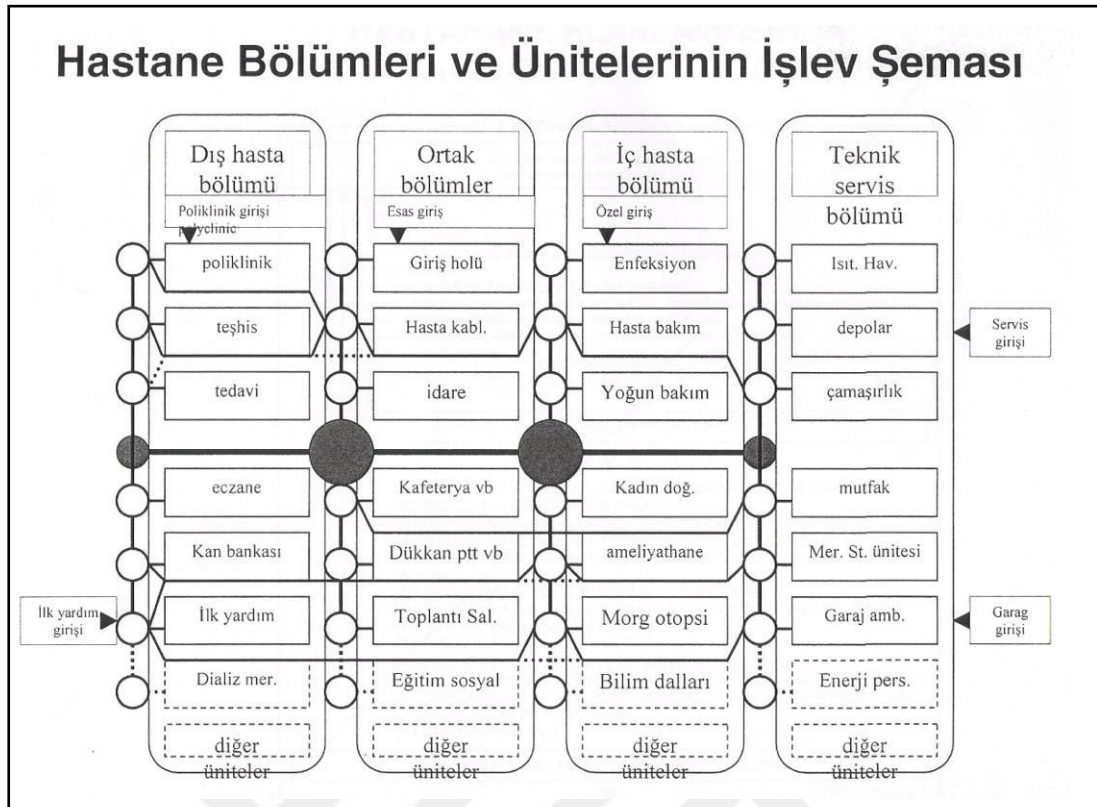 Hastane Bölümleri ve Ünitelerinin İşlev Şeması
Dış hasta
bölümü
Poliklinik girişi
polyclinic
poliklinik
teşhis
tedavi
eczane
Kan bankası
İlk yardım
girişi
İlk yardım
Dializ mer.
diğer
üniteler
Ortak
bölümler
Esas giriş
Giriş holü
Hasta kabl.
idare
Kafeterya vb
Dükkan ptt vb
Toplantı Sal.
Eğitim sosyal
diğer
üniteler
İç hasta
bölümü
Özel giriş
Enfeksiyon
Hasta bakım
Yoğun bakım
Kadın doğ.
ameliyathane
Morg otopsi
Bilim dalları
diğer
üniteler
Teknik
servis
bölümü
Isıt. Hav.
depolar
Servis
girişi
çamaşırlık
mutfak
Mer. St. ünitesi
Garaj amb.
Garag
girişi
Enerji pers.
diğer
üniteler